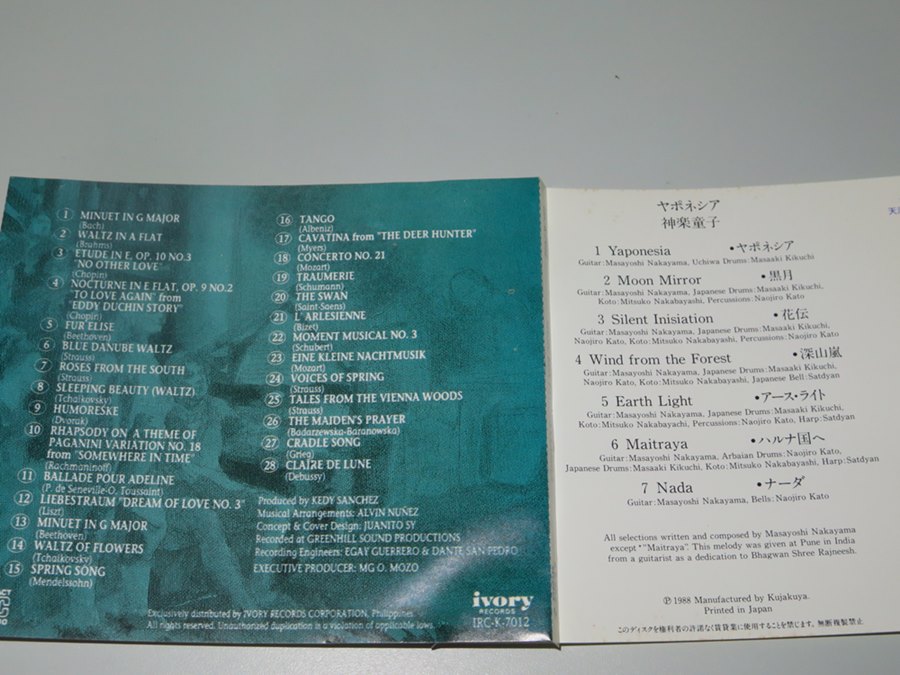 1 MINUET IN G MAJOR
(Bach)
2 WALTZ IN A FLAT
(Brahms)
3 ETUDE IN E, OP. 10 NO.3
"NO OTHER LOVE"
(Chopin)
4 NOCTURNE IN E FLAT, OP. 9 NO.2
"TO LOVE AGAIN" from
"EDDY DUCHIN STORY"
(Chopin)
5 FUR ELISE
(Beethoven)
6 BLUE DANUBE WALTZ
(Strauss)
7 ROSES FROM THE SOUTH
(Strauss)
8 SLEEPING BEAUTY (WALTZ)
(Tchaikovsky)
9 HUMORESKE
(Dvorak)
10 RHAPSODY ON A THEME OF
PAGANINI VARIATION NO. 18
from "SOMEWHERE IN TIME"
(Rachmaninoff)
11 BALLADE POUR ADELINE
(P. de Seneville-O. Toussaint)
12 LIEBESTRAUM "DREAM OF LOVE NO. 3"
(Liszt)
13 MINUET IN G MAJOR
(Beethoven)
14 WALTZ OF FLOWERS
(Tchaikovsky)
15 SPRING SONG
(Mendelssohn)
16 TANGO
(Albeniz)
17 CAVATINA from "THE DEER HUNTER"
(Myers)
18 CONCERTO NO. 21
(Mozart)
19 TRAUMERIE
(Schumann)
20 THE SWAN
(Saint-Saens)
21 L'ARLESIENNE
(Bizet)
22 MOMENT MUSICAL NO. 3
(Schubert)
23 EINE KLEINE NACHTMUSIK
(Mozart)
24 VOICES OF SPRING
(Strauss)
25 TALES FROM THE VIENNA WOODS
(Strauss)
26 THE MAIDEN'S PRAYER
(Badarzewska-Baranowska)
27 CRADLE SONG
(Grieg)
28 CLAIRE DE LUNE
(Debussy)
Produced by KEDY SANCHEZ
Musical Arrangements: ALVIN NUÑEZ
Concept & Cover Design: JUANITO SY
Recorded at GREENHILL SOUND PRODUCTIONS
Recording Engineers: EGAY GUERRERO & DANTE SAN PEDRO
EXECUTIVE PRODUCER: MG O. MOZO
ivory
RECORDS
IRC-K-7012
Exclusively distributed by IVORY RECORDS CORPORATION, Philippines
All rights reserved. Unauthorized duplication is a violation of applicable laws.
ヤポネシア
神楽童子
1 Yaponesia •ヤポネシア
Guitar:Masayoshi Nakayama, Uchiwa Drums:Masaaki Kikuchi
2 Moon Mirror •黒月
Guitar:Masayoshi Nakayama, Japanese Drums:Masaaki Kikuchi,
Koto:Mitsuko Nakabayashi, Percussions:Naojiro Kato
3 Silent Inisiation •花伝
Guitar:Masayoshi Nakayama, Japanese Drums:Masaaki Kikuchi,
Naojiro Kato, Koto:Mitsuko Nakabayashi, Percussions:Naojiro Kato
4 Wind from the Forest •深山嵐
Guitar:Masayoshi Nakayama, Japanese Drums:Masaaki Kikuchi,
Naojiro Kato, Koto:Mitsuko Nakabayashi, Japanese Bell:Satdyan
5 Earth Light •アース・ライト
Guitar:Masayoshi Nakayama, Japanese Drums:Masaaki Kikuchi,
Koto:Mitsuko Nakabayashi, Percussions:Naojiro Kato, Harp:Satdyan
6 Maitraya •ハルナ国へ
Guitar:Masayoshi Nakayama, Arbaian Drums:Naojiro Kato,
Japanese Drums:Masaaki Kikuchi, Koto:Mitsuko Nakabayashi, Harp:Satdyan
7 Nada •ナーダ
Guitar:Masayoshi Nakayama, Bells:Naojiro Kato
All selections written and composed by Masayoshi Nakayama
except *"Maitraya". This melody was given at Pune in India
from a guitarist as a dedication to Bhagwan Shree Rajneesh.
Ⓟ 1988 Manufactured by Kujakuya.
Printed in Japan
このディスクを権利者の許諾なく賃貸業に使用することを禁じます。無断複製禁止